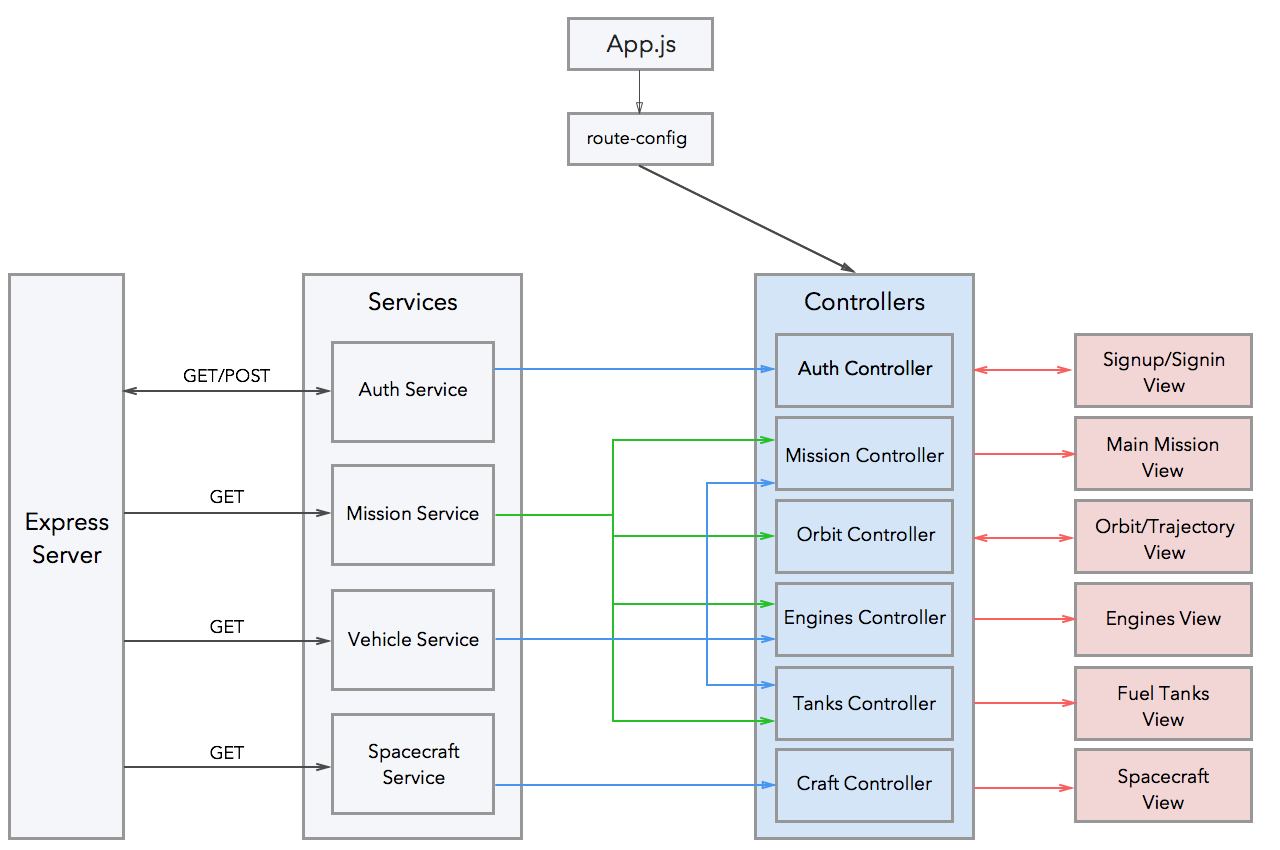 App.js
route-config
Express
Server
GET/POST
GET
GET
GET
Services
Auth Service
Mission Service
Vehicle Service
Spacecraft
Service
Controllers
Auth Controller
Mission Controller
Orbit Controller
Engines Controller
Tanks Controller
Craft Controller
Signup/Signin
View
Main Mission
View
Orbit/Trajectory
View
Engines View
Fuel Tanks
View
Spacecraft
View